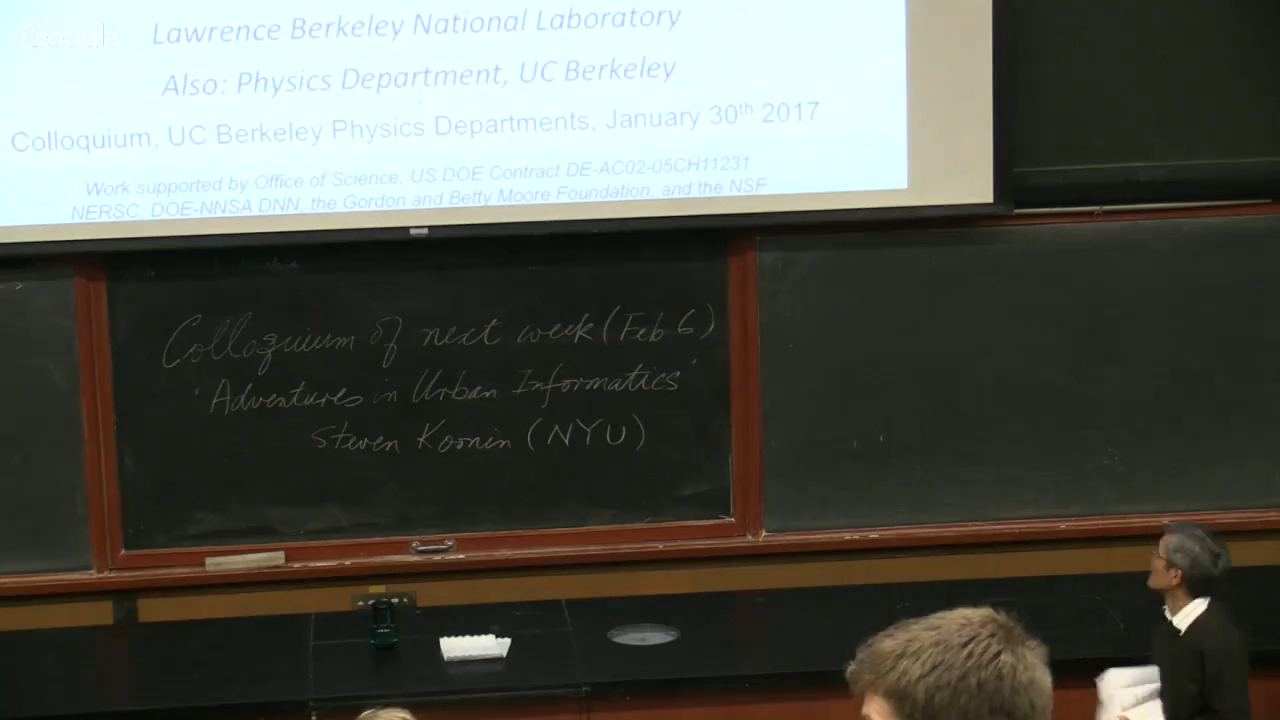 Google
Lawrence Berkeley National Laboratory
Also: Physics Department, UC Berkeley
Colloquium, UC Berkeley Physics Departments, January 30th 2017
Work supported by Office of Science, US DOE Contract DE-AC02-05CH11231
NERSC, DOE-NNSA DNN, the Gordon and Betty Moore Foundation, and the NSF
Colloquium of next week (Feb 6)
'Adventures in Urban Informatics'
Steven Koonin (NYU)